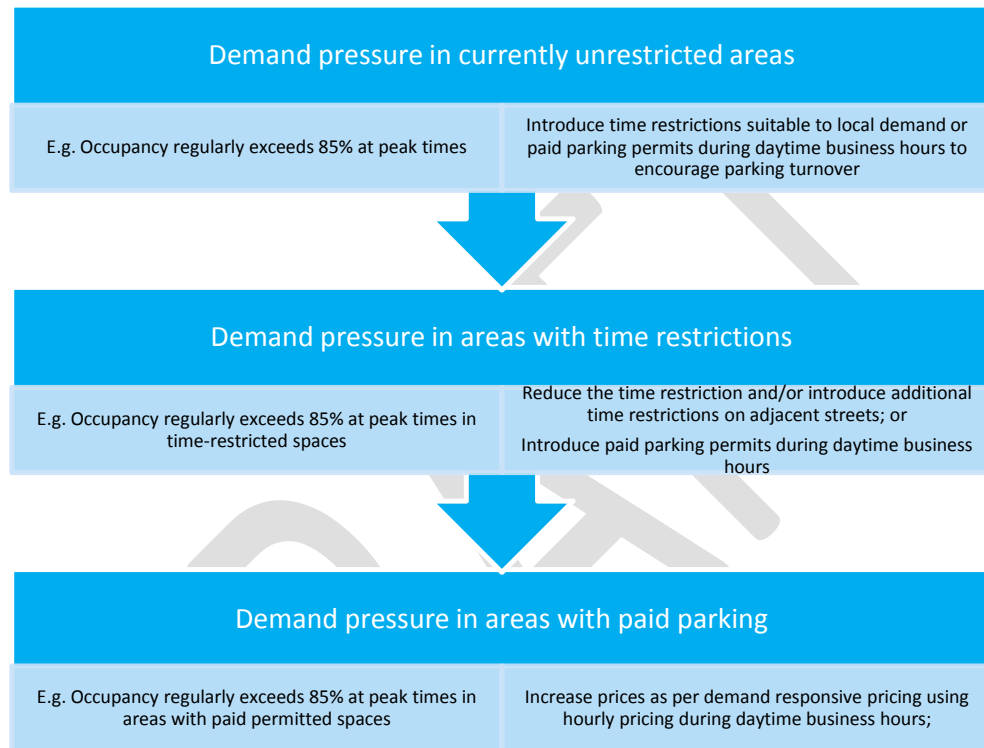 Demand pressure in currently unrestricted areas
E.g. Occupancy regularly exceeds 85% at peak times
Introduce time restrictions suitable to local demand or
paid parking permits during daytime business hours to
encourage parking turnover
Demand pressure in areas with time restrictions
E.g. Occupancy regularly exceeds 85% at peak times in
time-restricted spaces
Reduce the time restriction and/or introduce additional
time restrictions on adjacent streets; or
Introduce paid parking permits during daytime business
hours
Demand pressure in areas with paid parking
E.g. Occupancy regularly exceeds 85% at peak times in
areas with paid permitted spaces
Increase prices as per demand responsive pricing using
hourly pricing during daytime business hours;